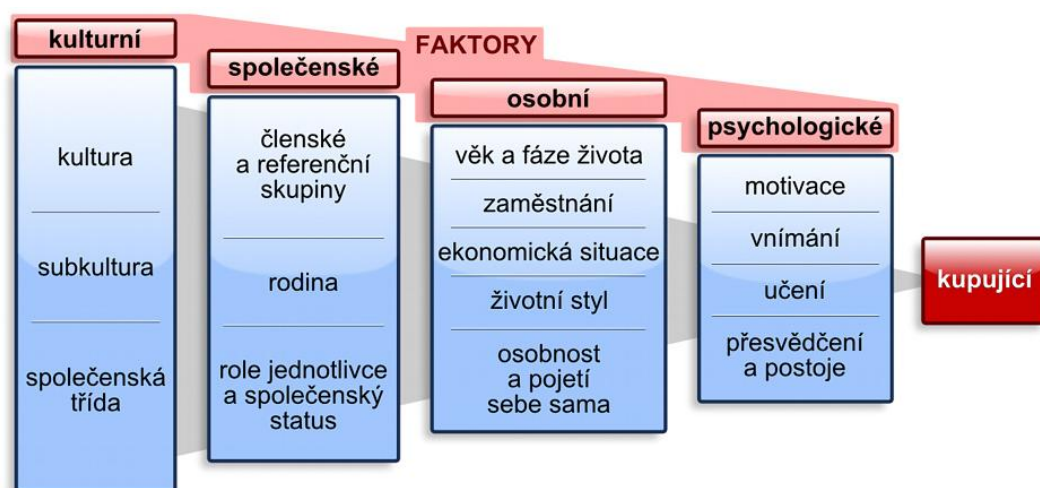 FAKTORY
kulturní
kultura
subkultura
společenská
třída
společenské
členské
a referenční
skupiny
rodina
role jednotlivce
a společenský
status
osobní
věk a fáze života
zaměstnání
ekonomická situace
životní styl
osobnost
a pojetí
sebe sama
psychologické
motivace
vnímání
učení
přesvědčení
a postoje
kupující